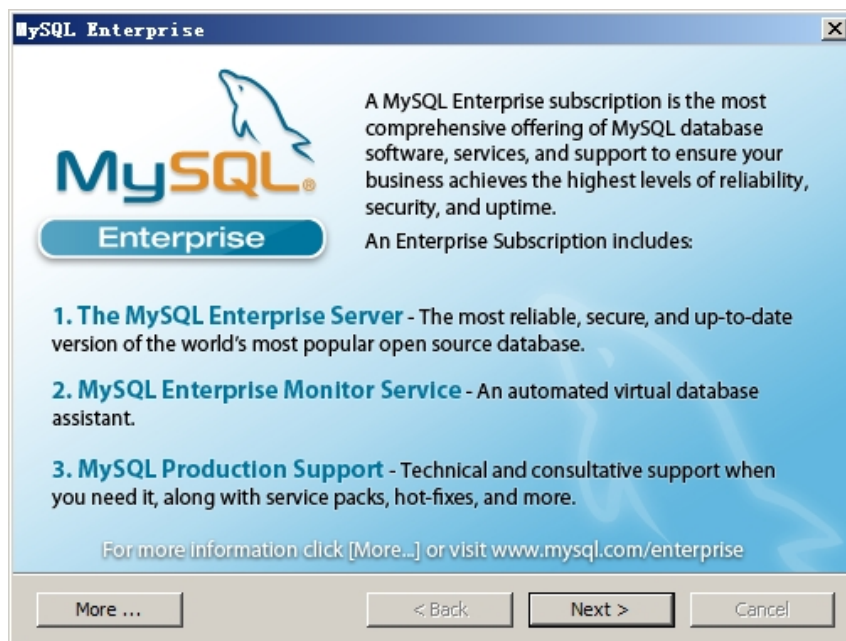 MySQL Enterprise
A MySQL Enterprise subscription is the most
comprehensive offering of MySQL database
software, services, and support to ensure your
business achieves the highest levels of reliability,
security, and uptime.
MySQL®
Enterprise
An Enterprise Subscription includes:
1. The MySQL Enterprise Server - The most reliable, secure, and up-to-date
version of the world's most popular open source database.
2. MySQL Enterprise Monitor Service - An automated virtual database
assistant.
3. MySQL Production Support - Technical and consultative support when
you need it, along with service packs, hot-fixes, and more.
For more information click [More...] or visit www.mysql.com/enterprise
More ...
< Back
Next >
Cancel